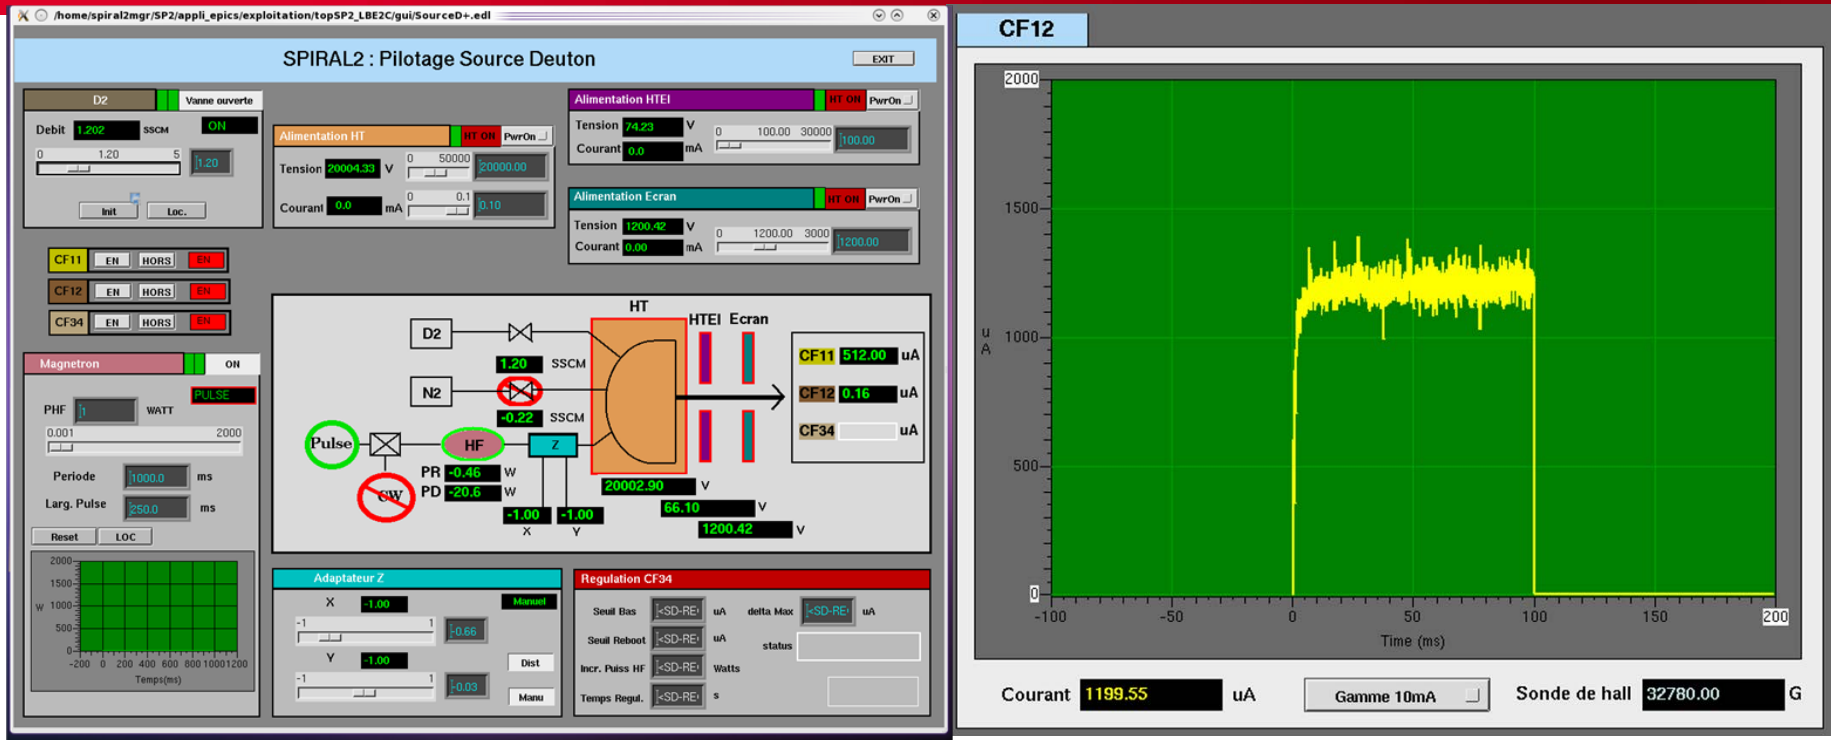 /home/spiral2mgr/SP2/appli_epics/exploitation/topSP2_LBE2C/gui/SourceD+.edl
SPIRAL2 : Pilotage Source Deuton
EXIT
D2
Vanne ouverte
Debit 1.202 SSCM ON
0 1.20 5
1.20
Init Loc.
Alimentation HT
HT ON PwrOn
Tension 20004.33 V
0 50000
20000.00
Courant 0.0 mA
0 0.1
0.10
Alimentation HTEI
HT ON PwrOn
Tension 74.23 V
0 100.00 30000
100.00
Courant 0.0 mA
Alimentation Ecran
HT ON PwrOn
Tension 1200.42 V
0 1200.00 3000
1200.00
Courant 0.00 mA
CF11 EN HORS EN
CF12 EN HORS EN
CF34 EN HORS EN
Magnetron
ON
PULSE
PHF 1 WATT
0.001 2000
Periode 1000.0 ms
Larg. Pulse 250.0 ms
Reset LOC
2000
1500
W 1000
500
0
-200 0 200 400 600 800 1000 1200
Temps(ms)
HT
HTEI Ecran
D2
1.20 SSCM
N2
-0.22 SSCM
Pulse
HF
Z
CW
PR -0.46 W
PD -20.6 W
-1.00 -1.00
X Y
20002.90 V
66.10 V
1200.42 V
CF11 512.00 uA
CF12 0.16 uA
CF34 uA
Adaptateur Z
X -1.00 Manuel
-1 1
-0.66
Y -1.00
-1 1
-0.03
Dist
Manu
Regulation CF34
Seuil Bas <SD-RE uA
delta Max <SD-RE uA
Seuil Reboot <SD-RE uA
status
Incr. Puiss HF <SD-RE Watts
Temps Regul. <SD-RE s
CF12
2000
1500
u
A
1000
500
0
-100 -50 0 50 100 150 200
Time (ms)
Courant 1199.55 uA
Gamme 10mA
Sonde de hall 32780.00 G